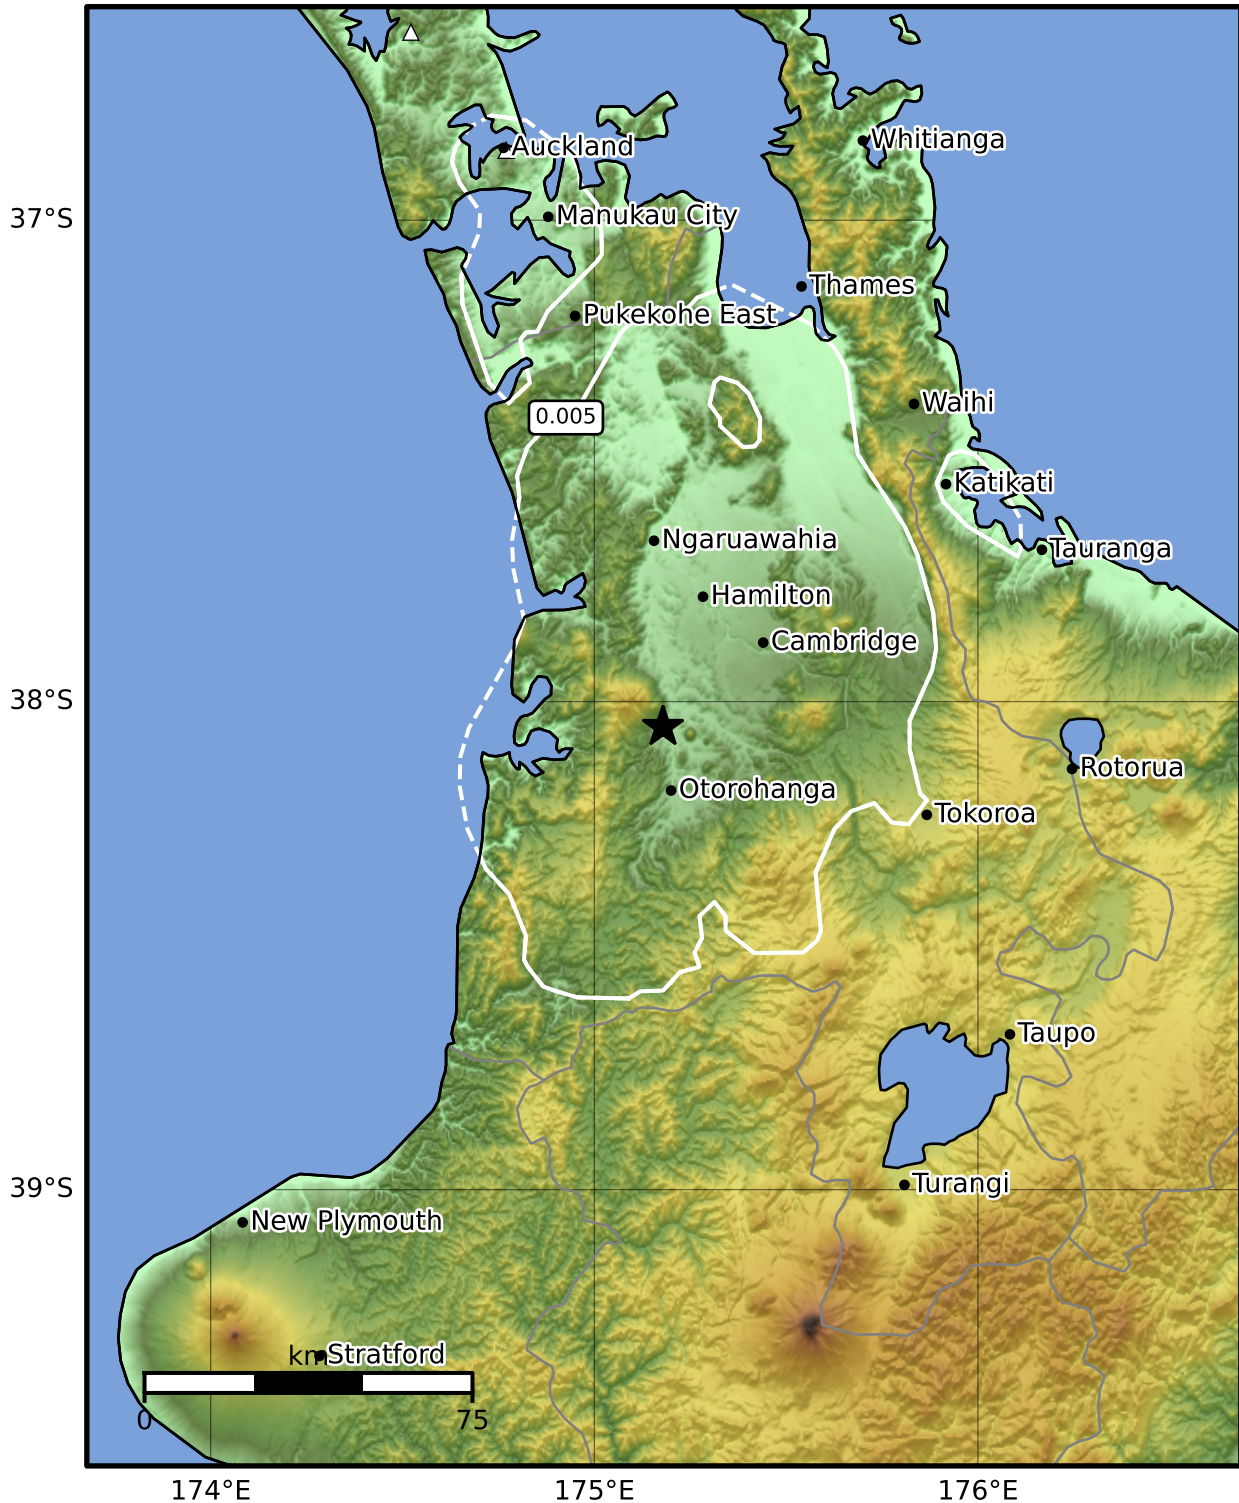 Whitianga
Auckland
37°S
Manukau City
Thames
Pukekohe East
Waihi
0.005
Katikati
Ngaruawahia
Tauranga
Hamilton
Cambridge
38°S
Rotorua
Otorohanga
Tokoroa
Taupo
39°S
Turangi
New Plymouth
km
Stratford
0
75
174°E
175°E
176°E